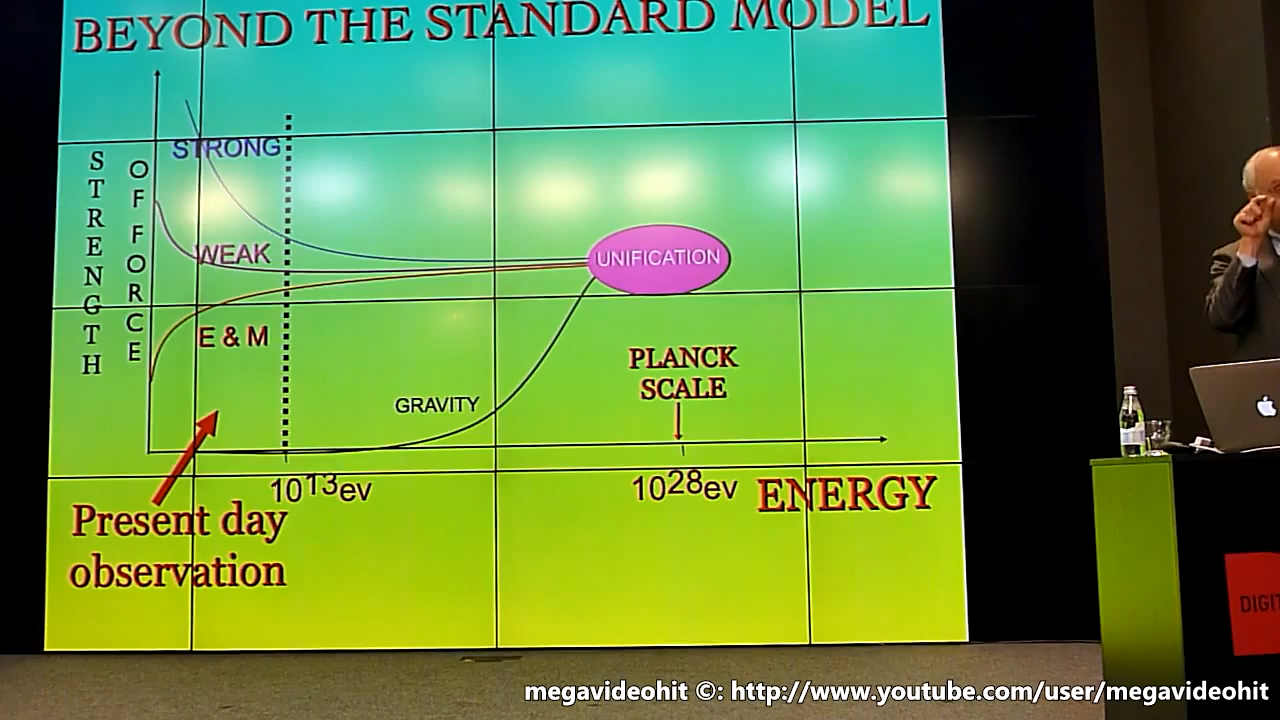 BEYOND THE STANDARD MODEL
STRENGTH
OF FORCE
STRONG
WEAK
E & M
UNIFICATION
GRAVITY
PLANCK
SCALE
10¹³ev
10²⁸ev
ENERGY
Present day
observation
DIGI
megavideohit ©: http://www.youtube.com/user/megavideohit